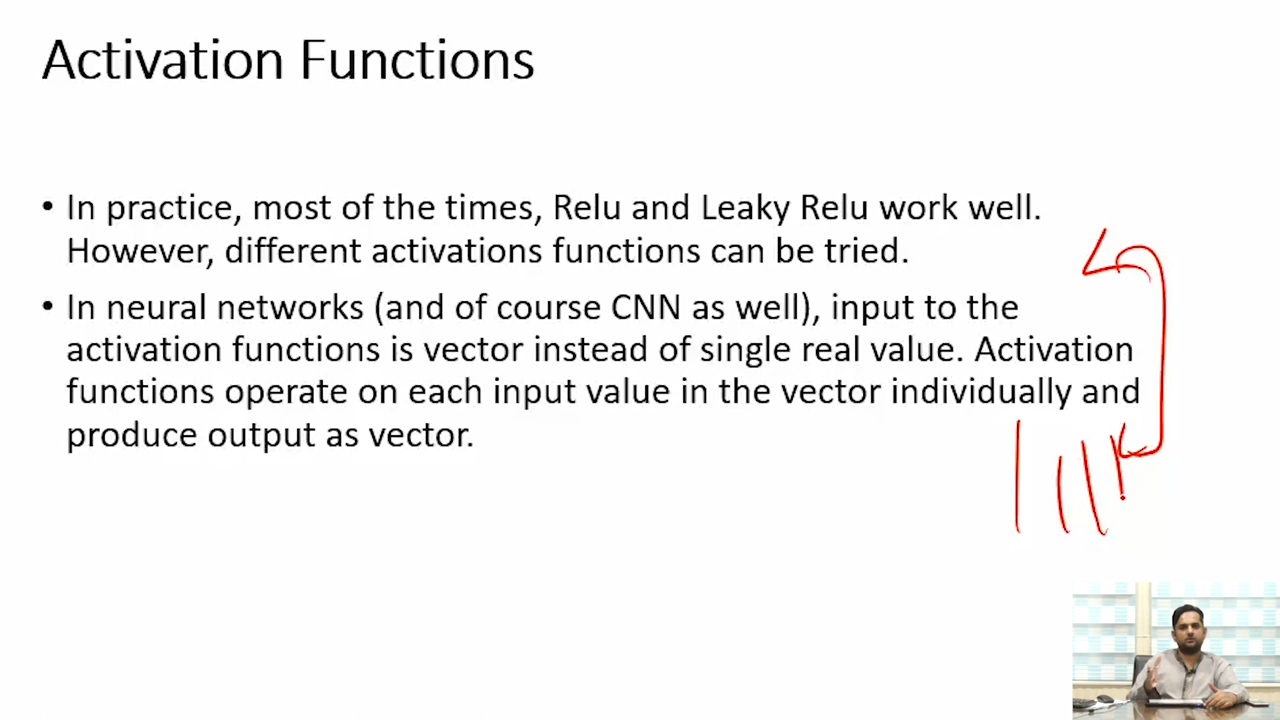 Activation Functions
• In practice, most of the times, Relu and Leaky Relu work well.
However, different activations functions can be tried.
• In neural networks (and of course CNN as well), input to the
activation functions is vector instead of single real value. Activation
functions operate on each input value in the vector individually and
produce output as vector.